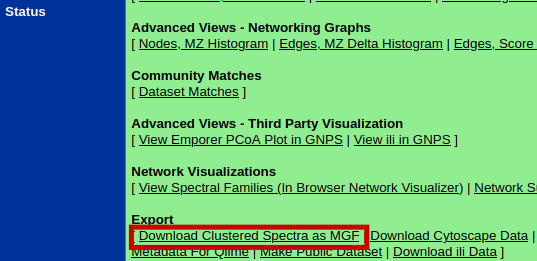 Status
Advanced Views - Networking Graphs
[ Nodes, MZ Histogram | Edges, MZ Delta Histogram | Edges, Score
Community Matches
[ Dataset Matches ]
Advanced Views - Third Party Visualization
[ View Emporer PCoA Plot in GNPS | View ili in GNPS ]
Network Visualizations
[ View Spectral Families (In Browser Network Visualizer) | Network S
Export
[ Download Clustered Spectra as MGF Download Cytoscape Data |
Metadata For Qiime | Make Public Dataset | Download ili Data ]